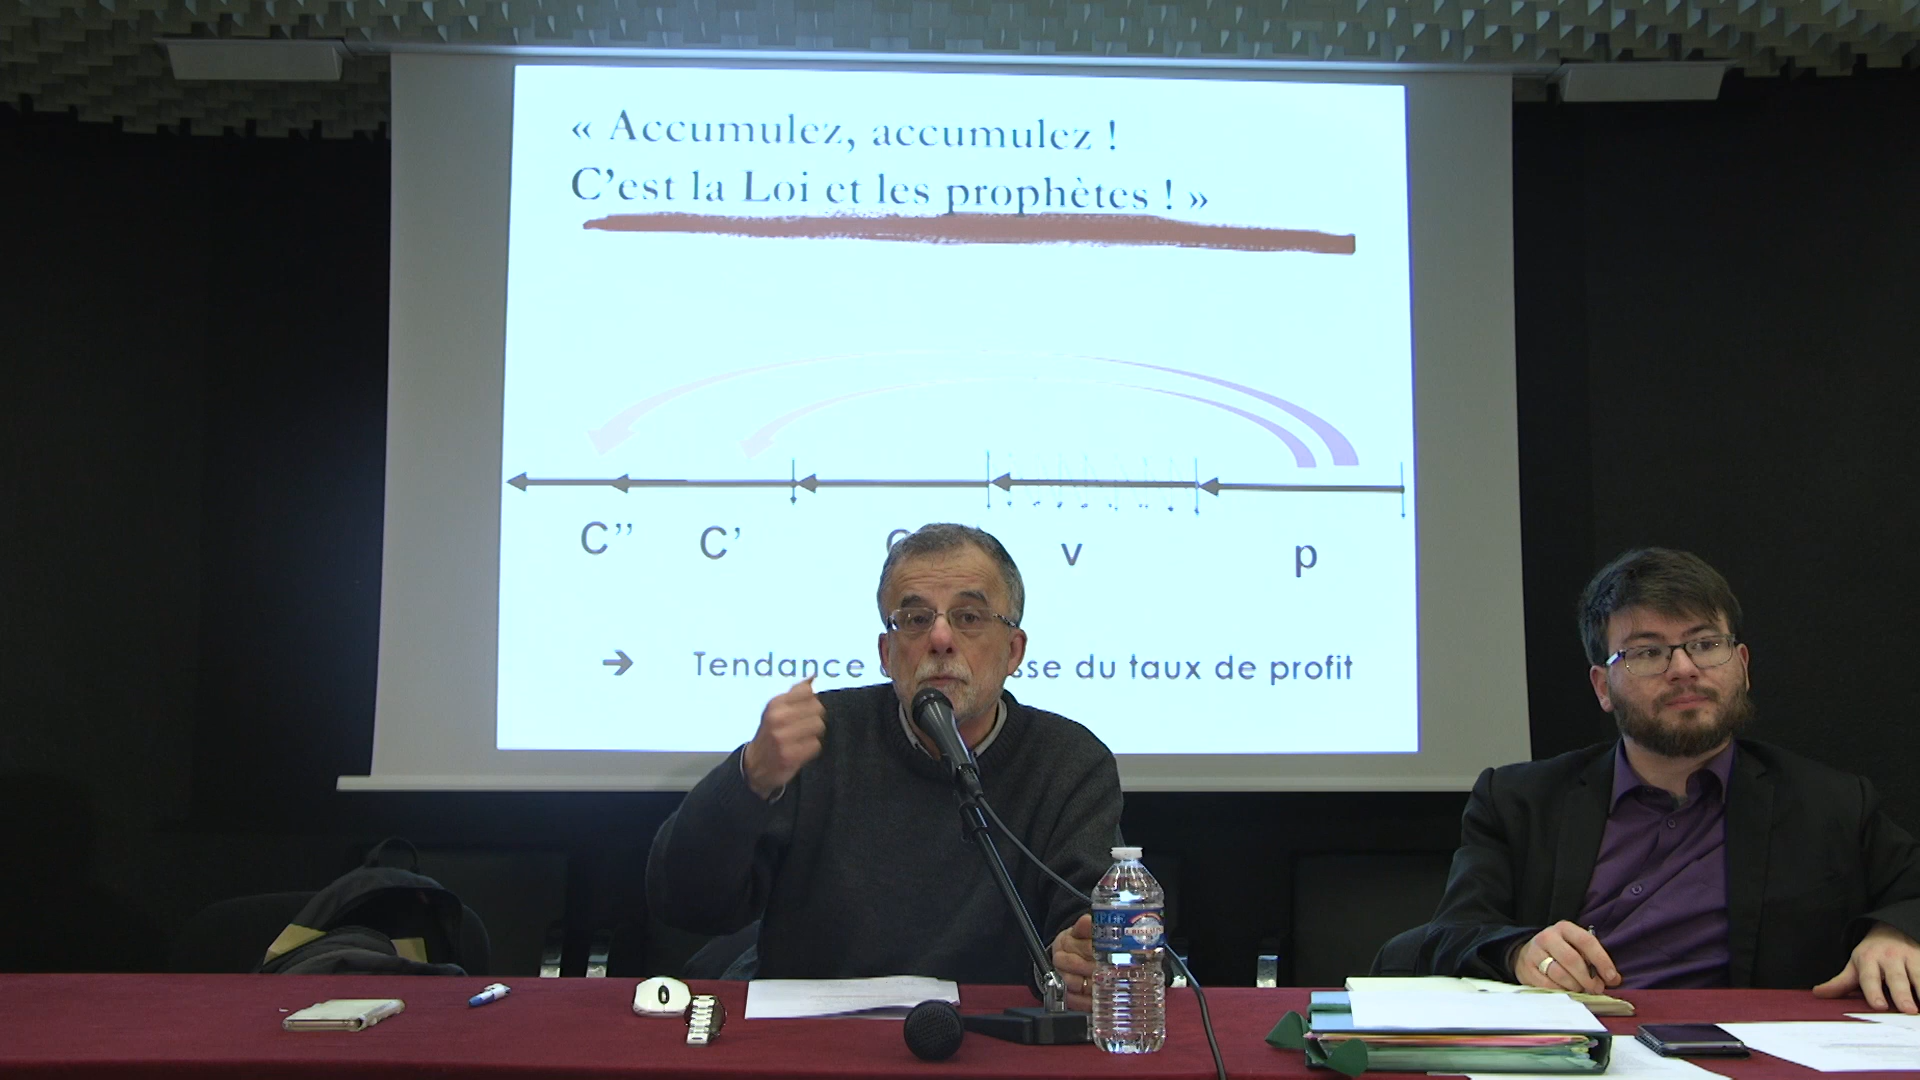 « Accumulez, accumulez !
C'est la Loi et les prophètes ! »
C'' C' v p
➔ Tendance sse du taux de profit